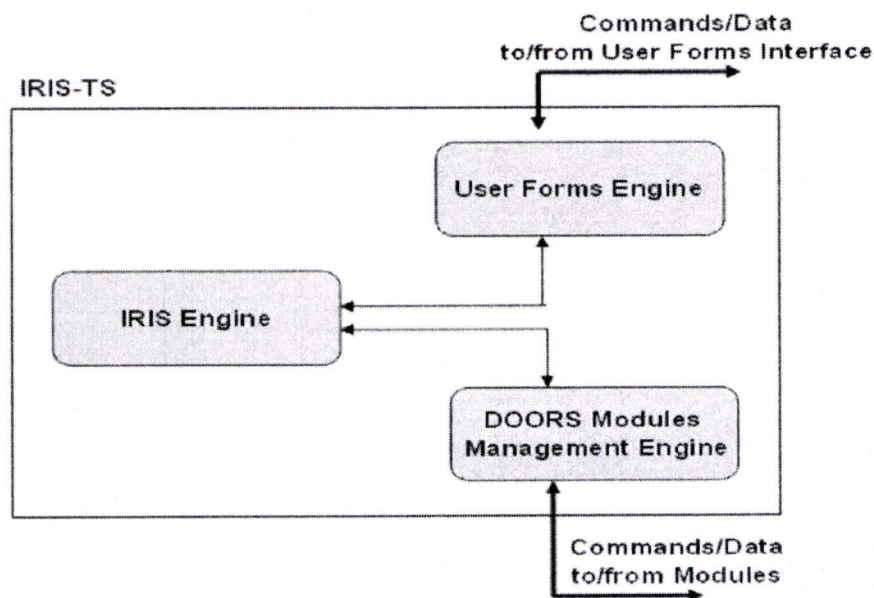 Commands/Data
to/from User Forms Interface
IRIS-TS
User Forms Engine
IRIS Engine
DOORS Modules
Management Engine
Commands/Data
to/from Modules